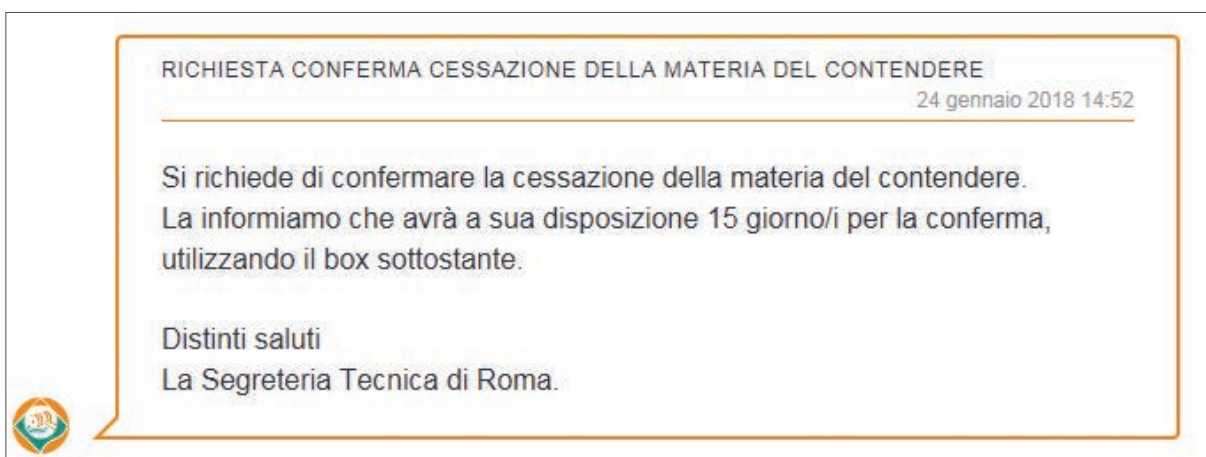 RICHIESTA CONFERMA CESSAZIONE DELLA MATERIA DEL CONTENDERE
24 gennaio 2018 14:52
Si richiede di confermare la cessazione della materia del contendere.
La informiamo che avrà a sua disposizione 15 giorno/i per la conferma,
utilizzando il box sottostante.
Distinti saluti
La Segreteria Tecnica di Roma.